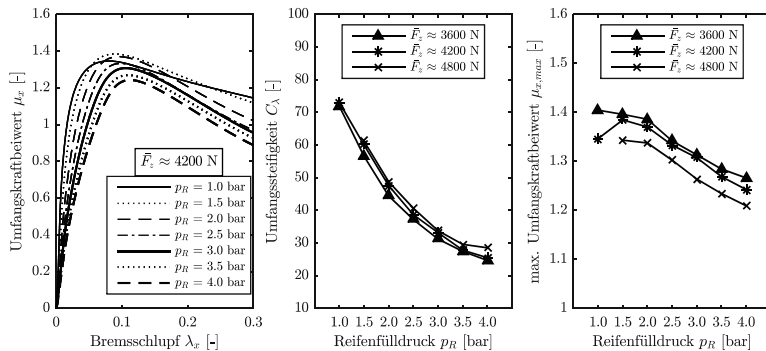 Umfangskraftbeiwert μx [-]
1.6
1.4
1.2
1
0.8
0.6
0.4
0.2
0
F̄z ≈ 4200 N
pR = 1.0 bar
pR = 1.5 bar
pR = 2.0 bar
pR = 2.5 bar
pR = 3.0 bar
pR = 3.5 bar
pR = 4.0 bar
0 0.1 0.2 0.3
Bremsschlupf λx [-]
Umfangssteifigkeit Cλ [-]
100
90
80
70
60
50
40
30
20
10
F̄z ≈ 3600 N
F̄z ≈ 4200 N
F̄z ≈ 4800 N
1.0 1.5 2.0 2.5 3.0 3.5 4.0
Reifenfülldruck pR [bar]
max. Umfangskraftbeiwert μx,max [-]
1.6
1.5
1.4
1.3
1.2
1.1
1
F̄z ≈ 3600 N
F̄z ≈ 4200 N
F̄z ≈ 4800 N
1.0 1.5 2.0 2.5 3.0 3.5 4.0
Reifenfülldruck pR [bar]